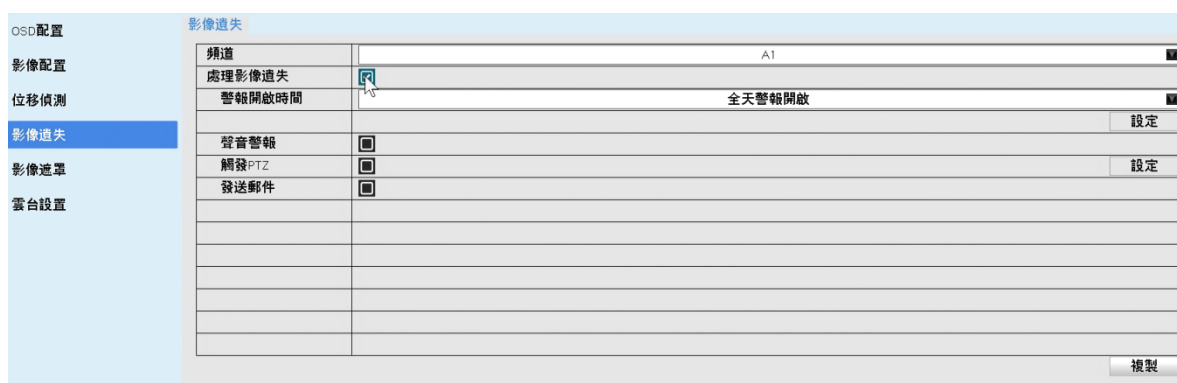 OSD配置
影像配置
位移偵測
影像遺失
影像遮罩
雲台設置
影像遺失
頻道 A1
處理影像遺失
警報開啟時間 全天警報開啟
設定
聲音警報
觸發PTZ 設定
發送郵件
複製